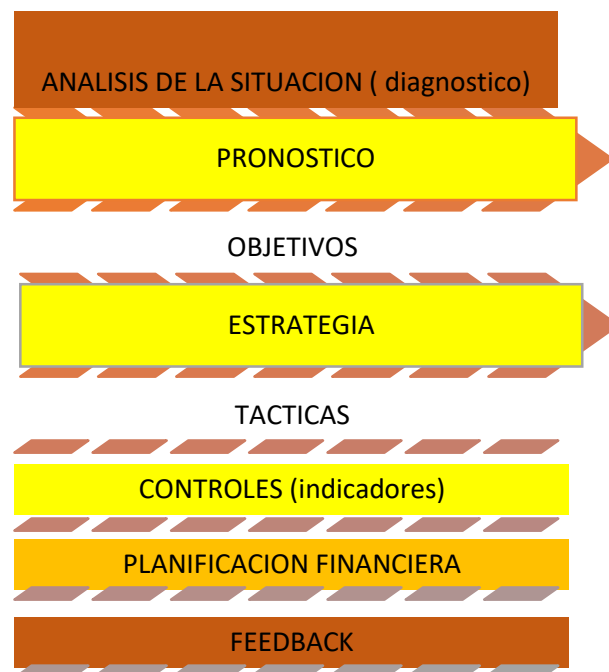 ANALISIS DE LA SITUACION ( diagnostico)
PRONOSTICO
OBJETIVOS
ESTRATEGIA
TACTICAS
CONTROLES (indicadores)
PLANIFICACION FINANCIERA
FEEDBACK